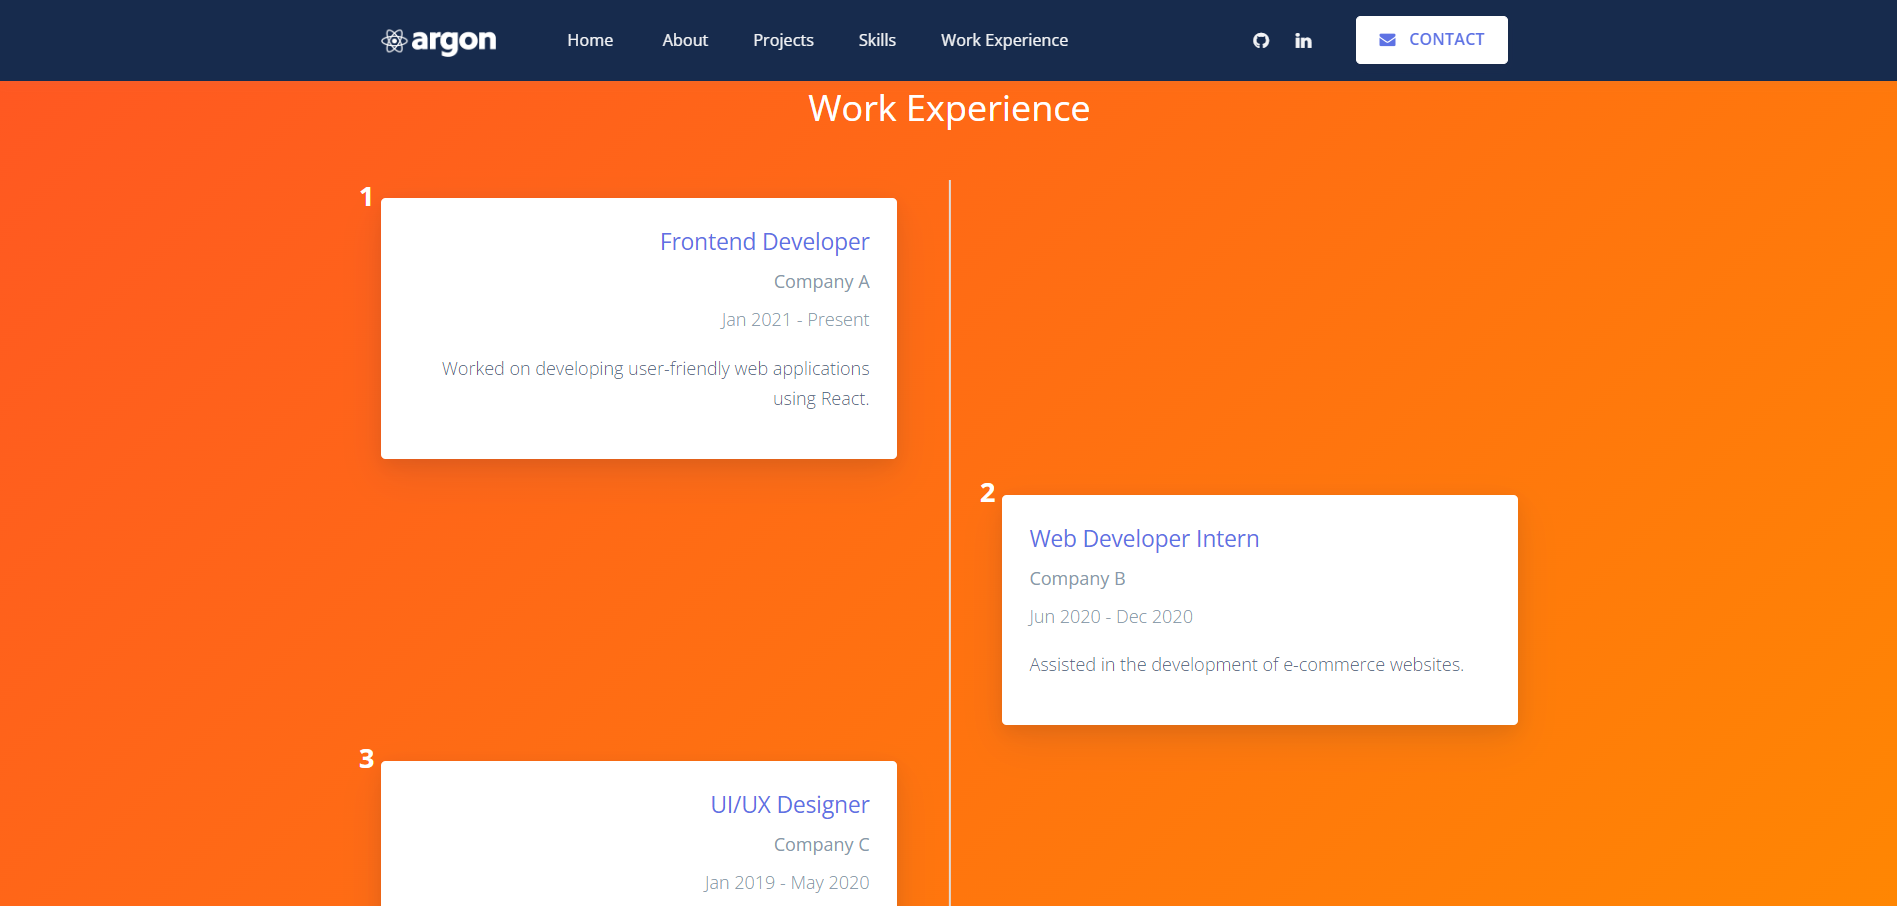 argon
Home About Projects Skills Work Experience
CONTACT
Work Experience
1
Frontend Developer
Company A
Jan 2021 - Present
Worked on developing user-friendly web applications
using React.
2
Web Developer Intern
Company B
Jun 2020 - Dec 2020
Assisted in the development of e-commerce websites.
3
UI/UX Designer
Company C
Jan 2019 - May 2020